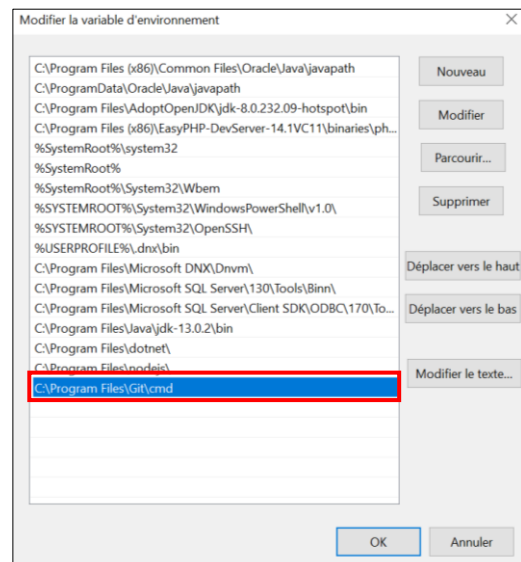 Modifier la variable d'environnement
C:\Program Files (x86)\Common Files\Oracle\Java\javapath
C:\ProgramData\Oracle\Java\javapath
C:\Program Files\AdoptOpenJDK\jdk-8.0.232.09-hotspot\bin
C:\Program Files (x86)\EasyPHP-DevServer-14.1VC11\binaries\ph...
%SystemRoot%\system32
%SystemRoot%
%SystemRoot%\System32\Wbem
%SYSTEMROOT%\System32\WindowsPowerShell\v1.0\
%SYSTEMROOT%\System32\OpenSSH\
%USERPROFILE%\.dnx\bin
C:\Program Files\Microsoft DNX\Dnvm\
C:\Program Files\Microsoft SQL Server\130\Tools\Binn\
C:\Program Files\Microsoft SQL Server\Client SDK\ODBC\170\To...
C:\Program Files\Java\jdk-13.0.2\bin
C:\Program Files\dotnet\
C:\Program Files\nodejs\
C:\Program Files\Git\cmd
Nouveau
Modifier
Parcourir...
Supprimer
Déplacer vers le haut
Déplacer vers le bas
Modifier le texte...
OK
Annuler